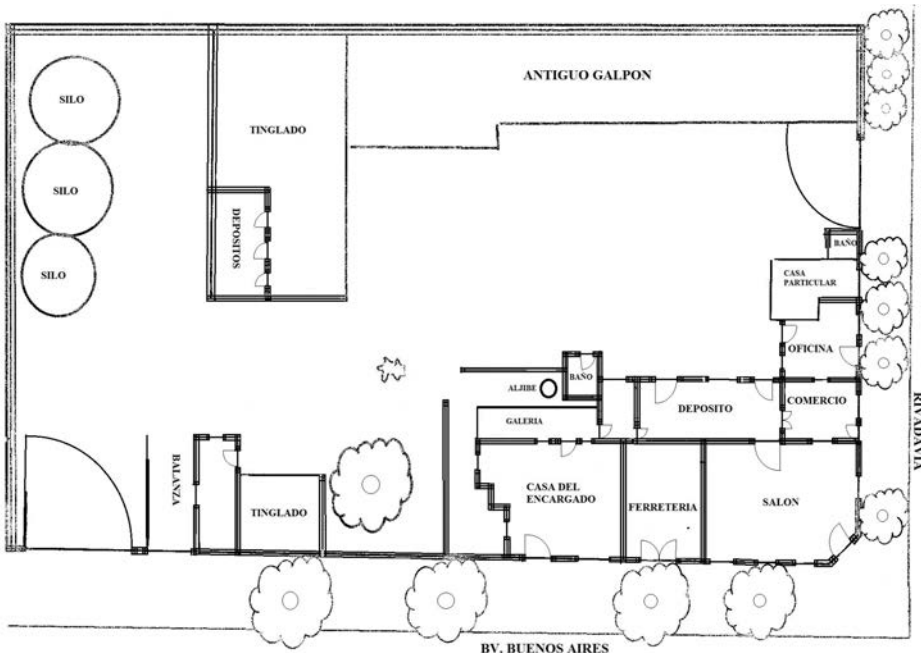 ANTIGUO GALPON
SILO
TINGLADO
SILO
DEPOSITOS
BAÑO
SILO
CASA
PARTICULAR
OFICINA
BAÑO
ALJIBE
COMERCIO
DEPOSITO
GALERIA
RIVADAVIA
BALANZA
CASA DEL
ENCARGADO
FERRETERIA
SALON
TINGLADO
BV. BUENOS AIRES